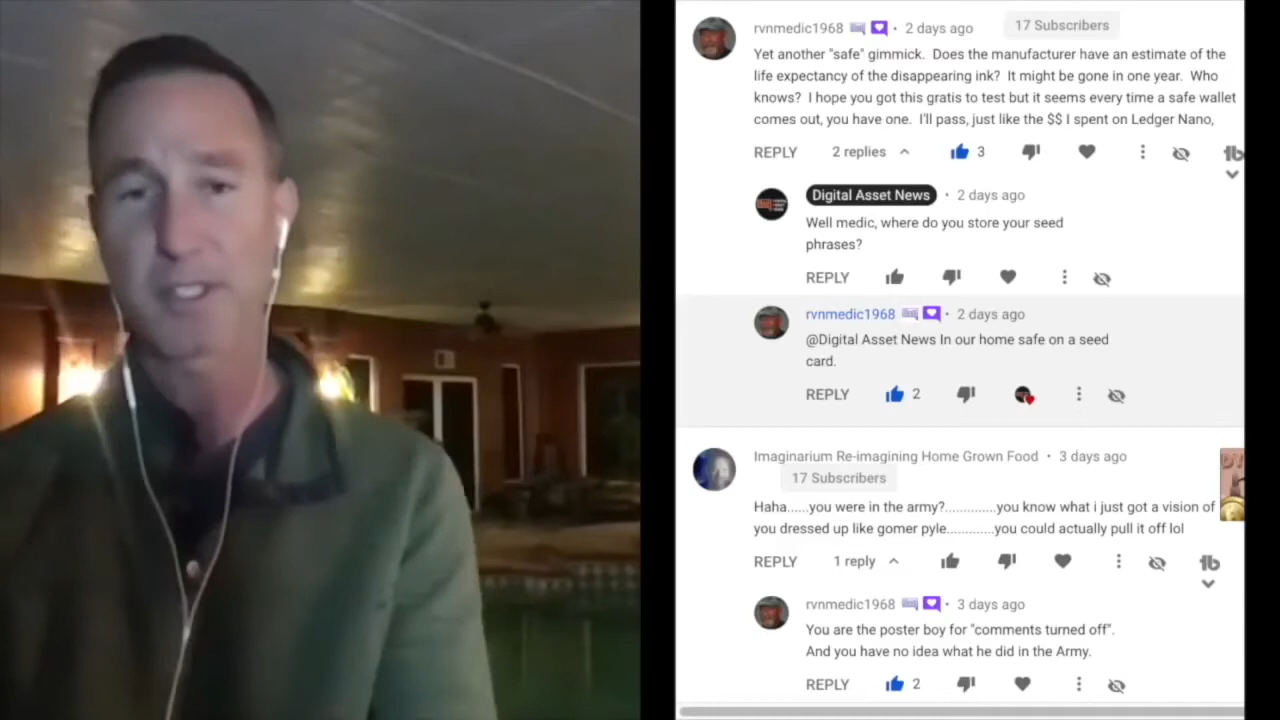 rvnmedic1968 • 2 days ago 17 Subscribers
Yet another "safe" gimmick. Does the manufacturer have an estimate of the
life expectancy of the disappearing ink? It might be gone in one year. Who
knows? I hope you got this gratis to test but it seems every time a safe wallet
comes out, you have one. I'll pass, just like the $$ I spent on Ledger Nano,
REPLY 2 replies 3
Digital Asset News • 2 days ago
Well medic, where do you store your seed
phrases?
REPLY
rvnmedic1968 • 2 days ago
@Digital Asset News In our home safe on a seed
card.
REPLY 2
Imaginarium Re-imagining Home Grown Food • 3 days ago
17 Subscribers
Haha......you were in the army?..............you know what i just got a vision of
you dressed up like gomer pyle.............you could actually pull it off lol
REPLY 1 reply
rvnmedic1968 • 3 days ago
You are the poster boy for "comments turned off".
And you have no idea what he did in the Army.
REPLY 2